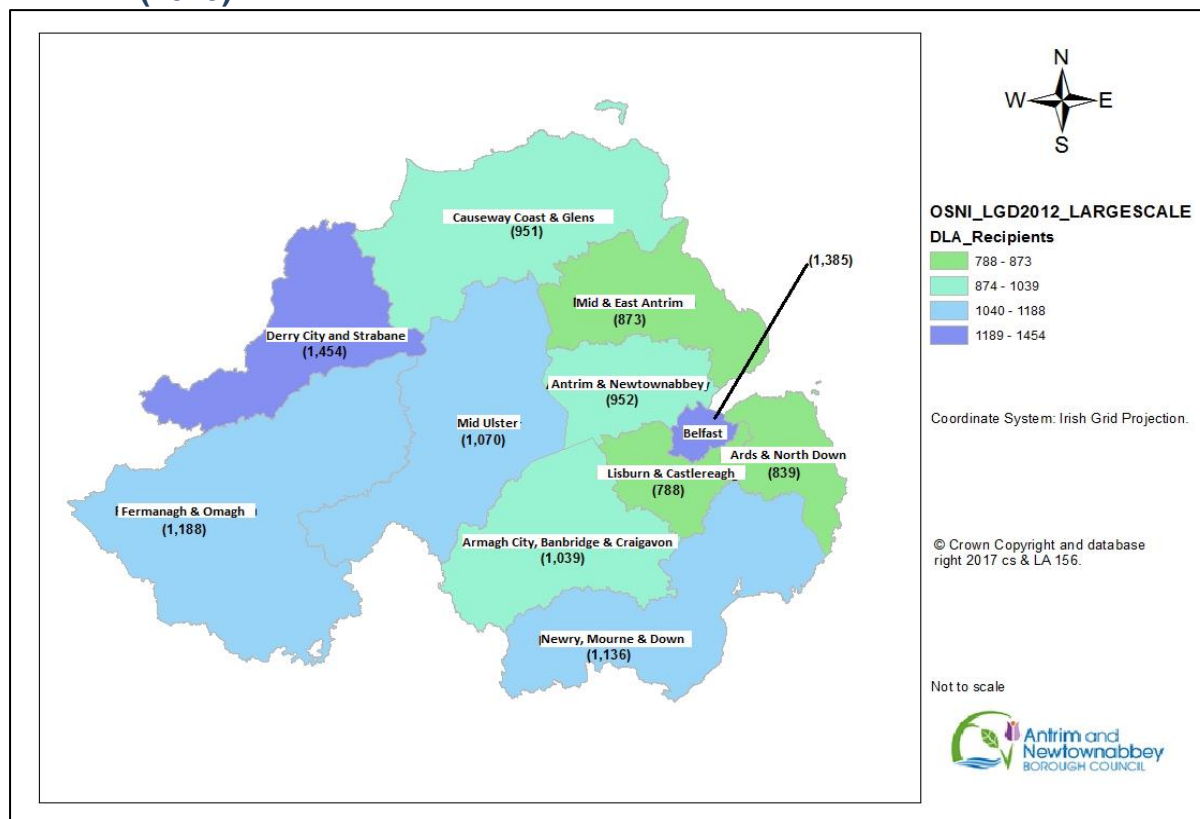 N
W E
S
Causeway Coast & Glens
(951)
(1,385)
Mid & East Antrim
(873)
Derry City and Strabane
(1,454)
Antrim & Newtownabbey
(952)
Mid Ulster
(1,070)
Belfast
Ards & North Down
(839)
Lisburn & Castlereagh
(788)
Fermanagh & Omagh
(1,188)
Armagh City, Banbridge & Craigavon
(1,039)
Newry, Mourne & Down
(1,136)
OSNI_LGD2012_LARGESCALE
DLA_Recipients
788 - 873
874 - 1039
1040 - 1188
1189 - 1454
Coordinate System: Irish Grid Projection.
© Crown Copyright and database
right 2017 cs & LA 156.
Not to scale
Antrim and
Newtownabbey
BOROUGH COUNCIL